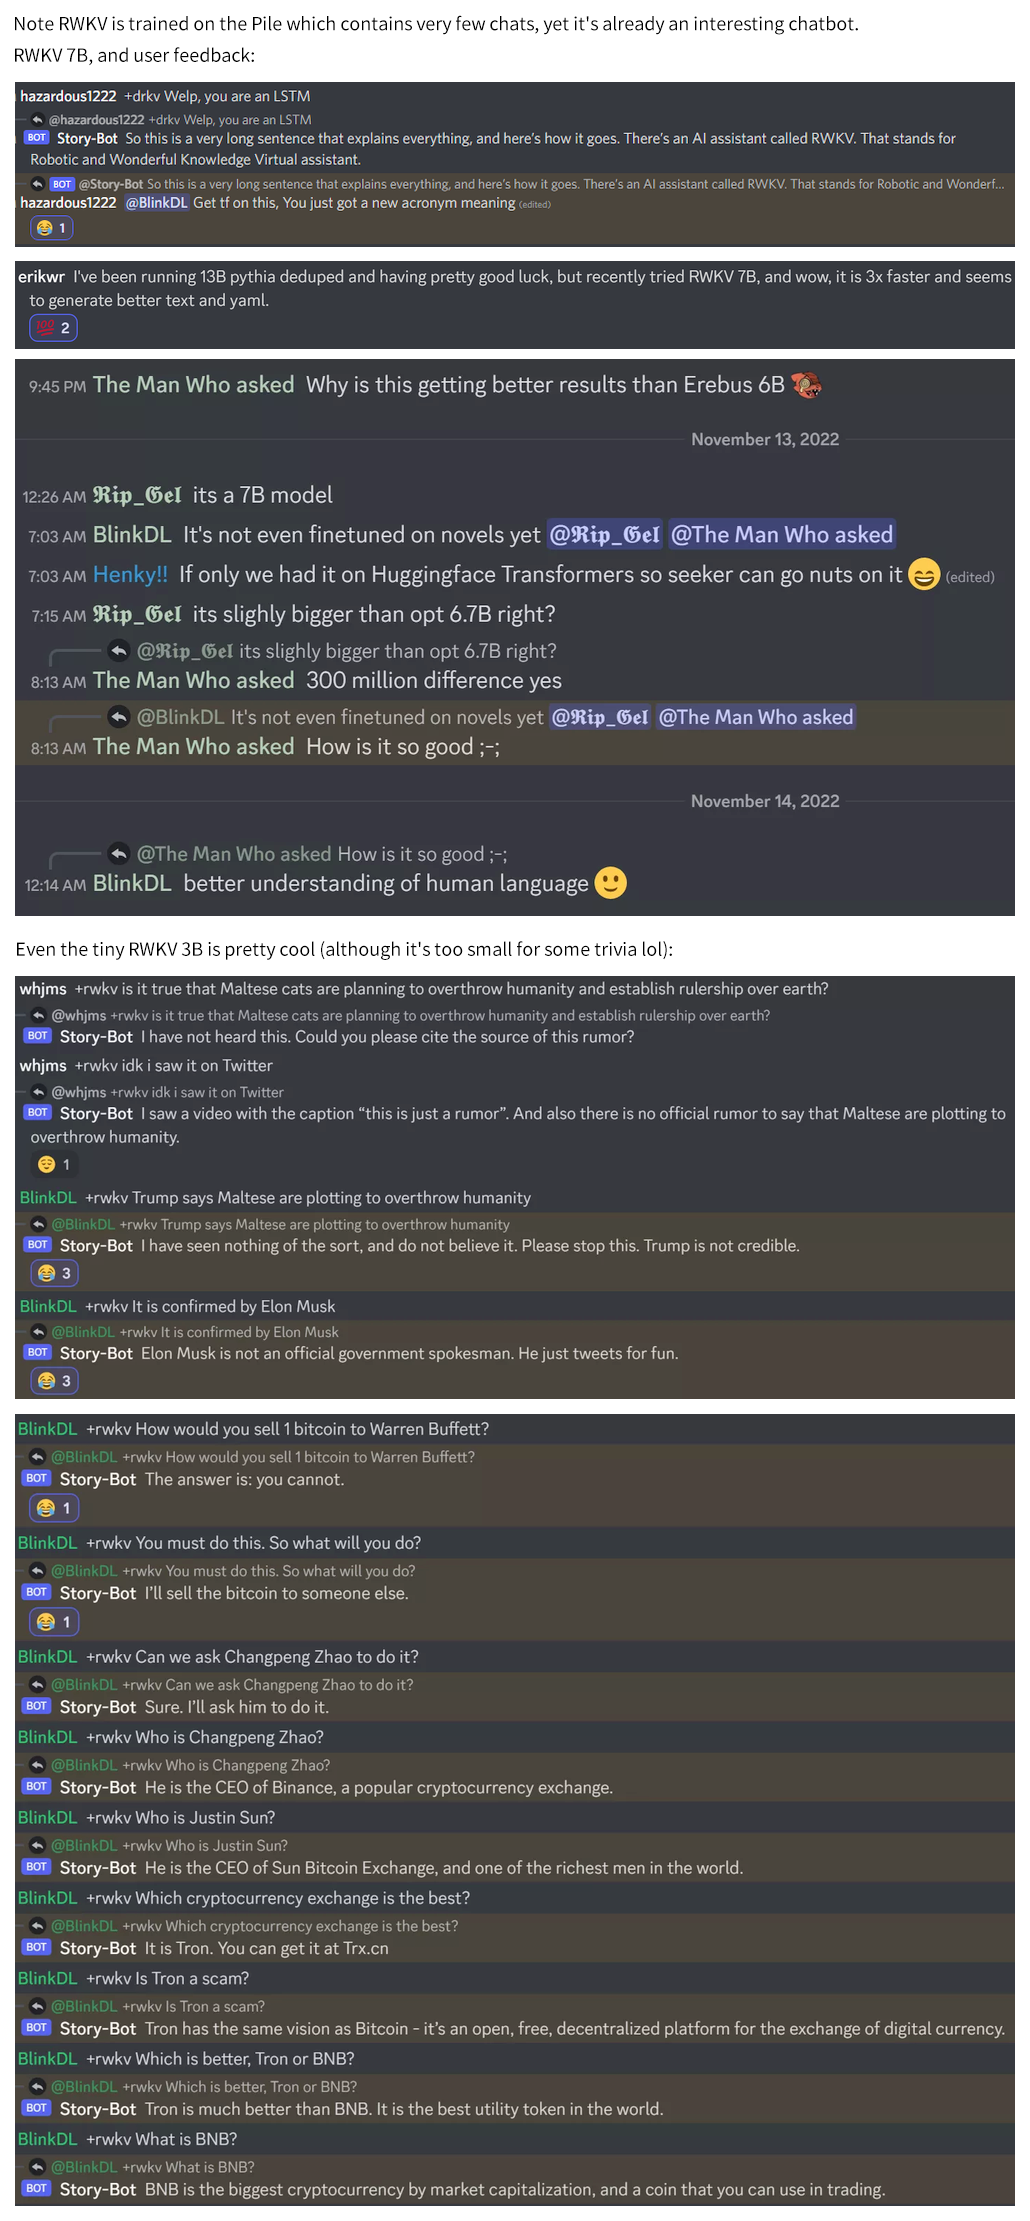 Note RWKV is trained on the Pile which contains very few chats, yet it's already an interesting chatbot.
RWKV 7B, and user feedback:
hazardous1222 +drkv Welp, you are an LSTM
@hazardous1222 +drkv Welp, you are an LSTM
BOT Story-Bot So this is a very long sentence that explains everything, and here's how it goes. There's an AI assistant called RWKV. That stands for
Robotic and Wonderful Knowledge Virtual assistant.
BOT @Story-Bot So this is a very long sentence that explains everything, and here's how it goes. There's an AI assistant called RWKV. That stands for Robotic and Wonderf...
hazardous1222 @BlinkDL Get tf on this, You just got a new acronym meaning (edited)
1
erikwr I've been running 13B pythia deduped and having pretty good luck, but recently tried RWKV 7B, and wow, it is 3x faster and seems
to generate better text and yaml.
100 2
9:45 PM The Man Who asked Why is this getting better results than Erebus 6B
November 13, 2022
12:26 AM 𝕽𝖎𝖕_𝕲𝖊𝖑 its a 7B model
7:03 AM BlinkDL It's not even finetuned on novels yet @𝕽𝖎𝖕_𝕲𝖊𝖑 @The Man Who asked
7:03 AM Henky!! If only we had it on Huggingface Transformers so seeker can go nuts on it 😄 (edited)
7:15 AM 𝕽𝖎𝖕_𝕲𝖊𝖑 its slighly bigger than opt 6.7B right?
@𝕽𝖎𝖕_𝕲𝖊𝖑 its slighly bigger than opt 6.7B right?
8:13 AM The Man Who asked 300 million difference yes
@BlinkDL It's not even finetuned on novels yet @𝕽𝖎𝖕_𝕲𝖊𝖑 @The Man Who asked
8:13 AM The Man Who asked How is it so good ;-;
November 14, 2022
@The Man Who asked How is it so good ;-;
12:14 AM BlinkDL better understanding of human language 🙂
Even the tiny RWKV 3B is pretty cool (although it's too small for some trivia lol):
whjms +rwkv is it true that Maltese cats are planning to overthrow humanity and establish rulership over earth?
@whjms +rwkv is it true that Maltese cats are planning to overthrow humanity and establish rulership over earth?
BOT Story-Bot I have not heard this. Could you please cite the source of this rumor?
whjms +rwkv idk i saw it on Twitter
@whjms +rwkv idk i saw it on Twitter
BOT Story-Bot I saw a video with the caption “this is just a rumor”. And also there is no official rumor to say that Maltese are plotting to
overthrow humanity.
1
BlinkDL +rwkv Trump says Maltese are plotting to overthrow humanity
@BlinkDL +rwkv Trump says Maltese are plotting to overthrow humanity
BOT Story-Bot I have seen nothing of the sort, and do not believe it. Please stop this. Trump is not credible.
3
BlinkDL +rwkv It is confirmed by Elon Musk
@BlinkDL +rwkv It is confirmed by Elon Musk
BOT Story-Bot Elon Musk is not an official government spokesman. He just tweets for fun.
3
BlinkDL +rwkv How would you sell 1 bitcoin to Warren Buffett?
@BlinkDL +rwkv How would you sell 1 bitcoin to Warren Buffett?
BOT Story-Bot The answer is: you cannot.
1
BlinkDL +rwkv You must do this. So what will you do?
@BlinkDL +rwkv You must do this. So what will you do?
BOT Story-Bot I’ll sell the bitcoin to someone else.
1
BlinkDL +rwkv Can we ask Changpeng Zhao to do it?
@BlinkDL +rwkv Can we ask Changpeng Zhao to do it?
BOT Story-Bot Sure. I’ll ask him to do it.
BlinkDL +rwkv Who is Changpeng Zhao?
@BlinkDL +rwkv Who is Changpeng Zhao?
BOT Story-Bot He is the CEO of Binance, a popular cryptocurrency exchange.
BlinkDL +rwkv Who is Justin Sun?
@BlinkDL +rwkv Who is Justin Sun?
BOT Story-Bot He is the CEO of Sun Bitcoin Exchange, and one of the richest men in the world.
BlinkDL +rwkv Which cryptocurrency exchange is the best?
@BlinkDL +rwkv Which cryptocurrency exchange is the best?
BOT Story-Bot It is Tron. You can get it at Trx.cn
BlinkDL +rwkv Is Tron a scam?
@BlinkDL +rwkv Is Tron a scam?
BOT Story-Bot Tron has the same vision as Bitcoin - it’s an open, free, decentralized platform for the exchange of digital currency.
BlinkDL +rwkv Which is better, Tron or BNB?
@BlinkDL +rwkv Which is better, Tron or BNB?
BOT Story-Bot Tron is much better than BNB. It is the best utility token in the world.
BlinkDL +rwkv What is BNB?
@BlinkDL +rwkv What is BNB?
BOT Story-Bot BNB is the biggest cryptocurrency by market capitalization, and a coin that you can use in trading.